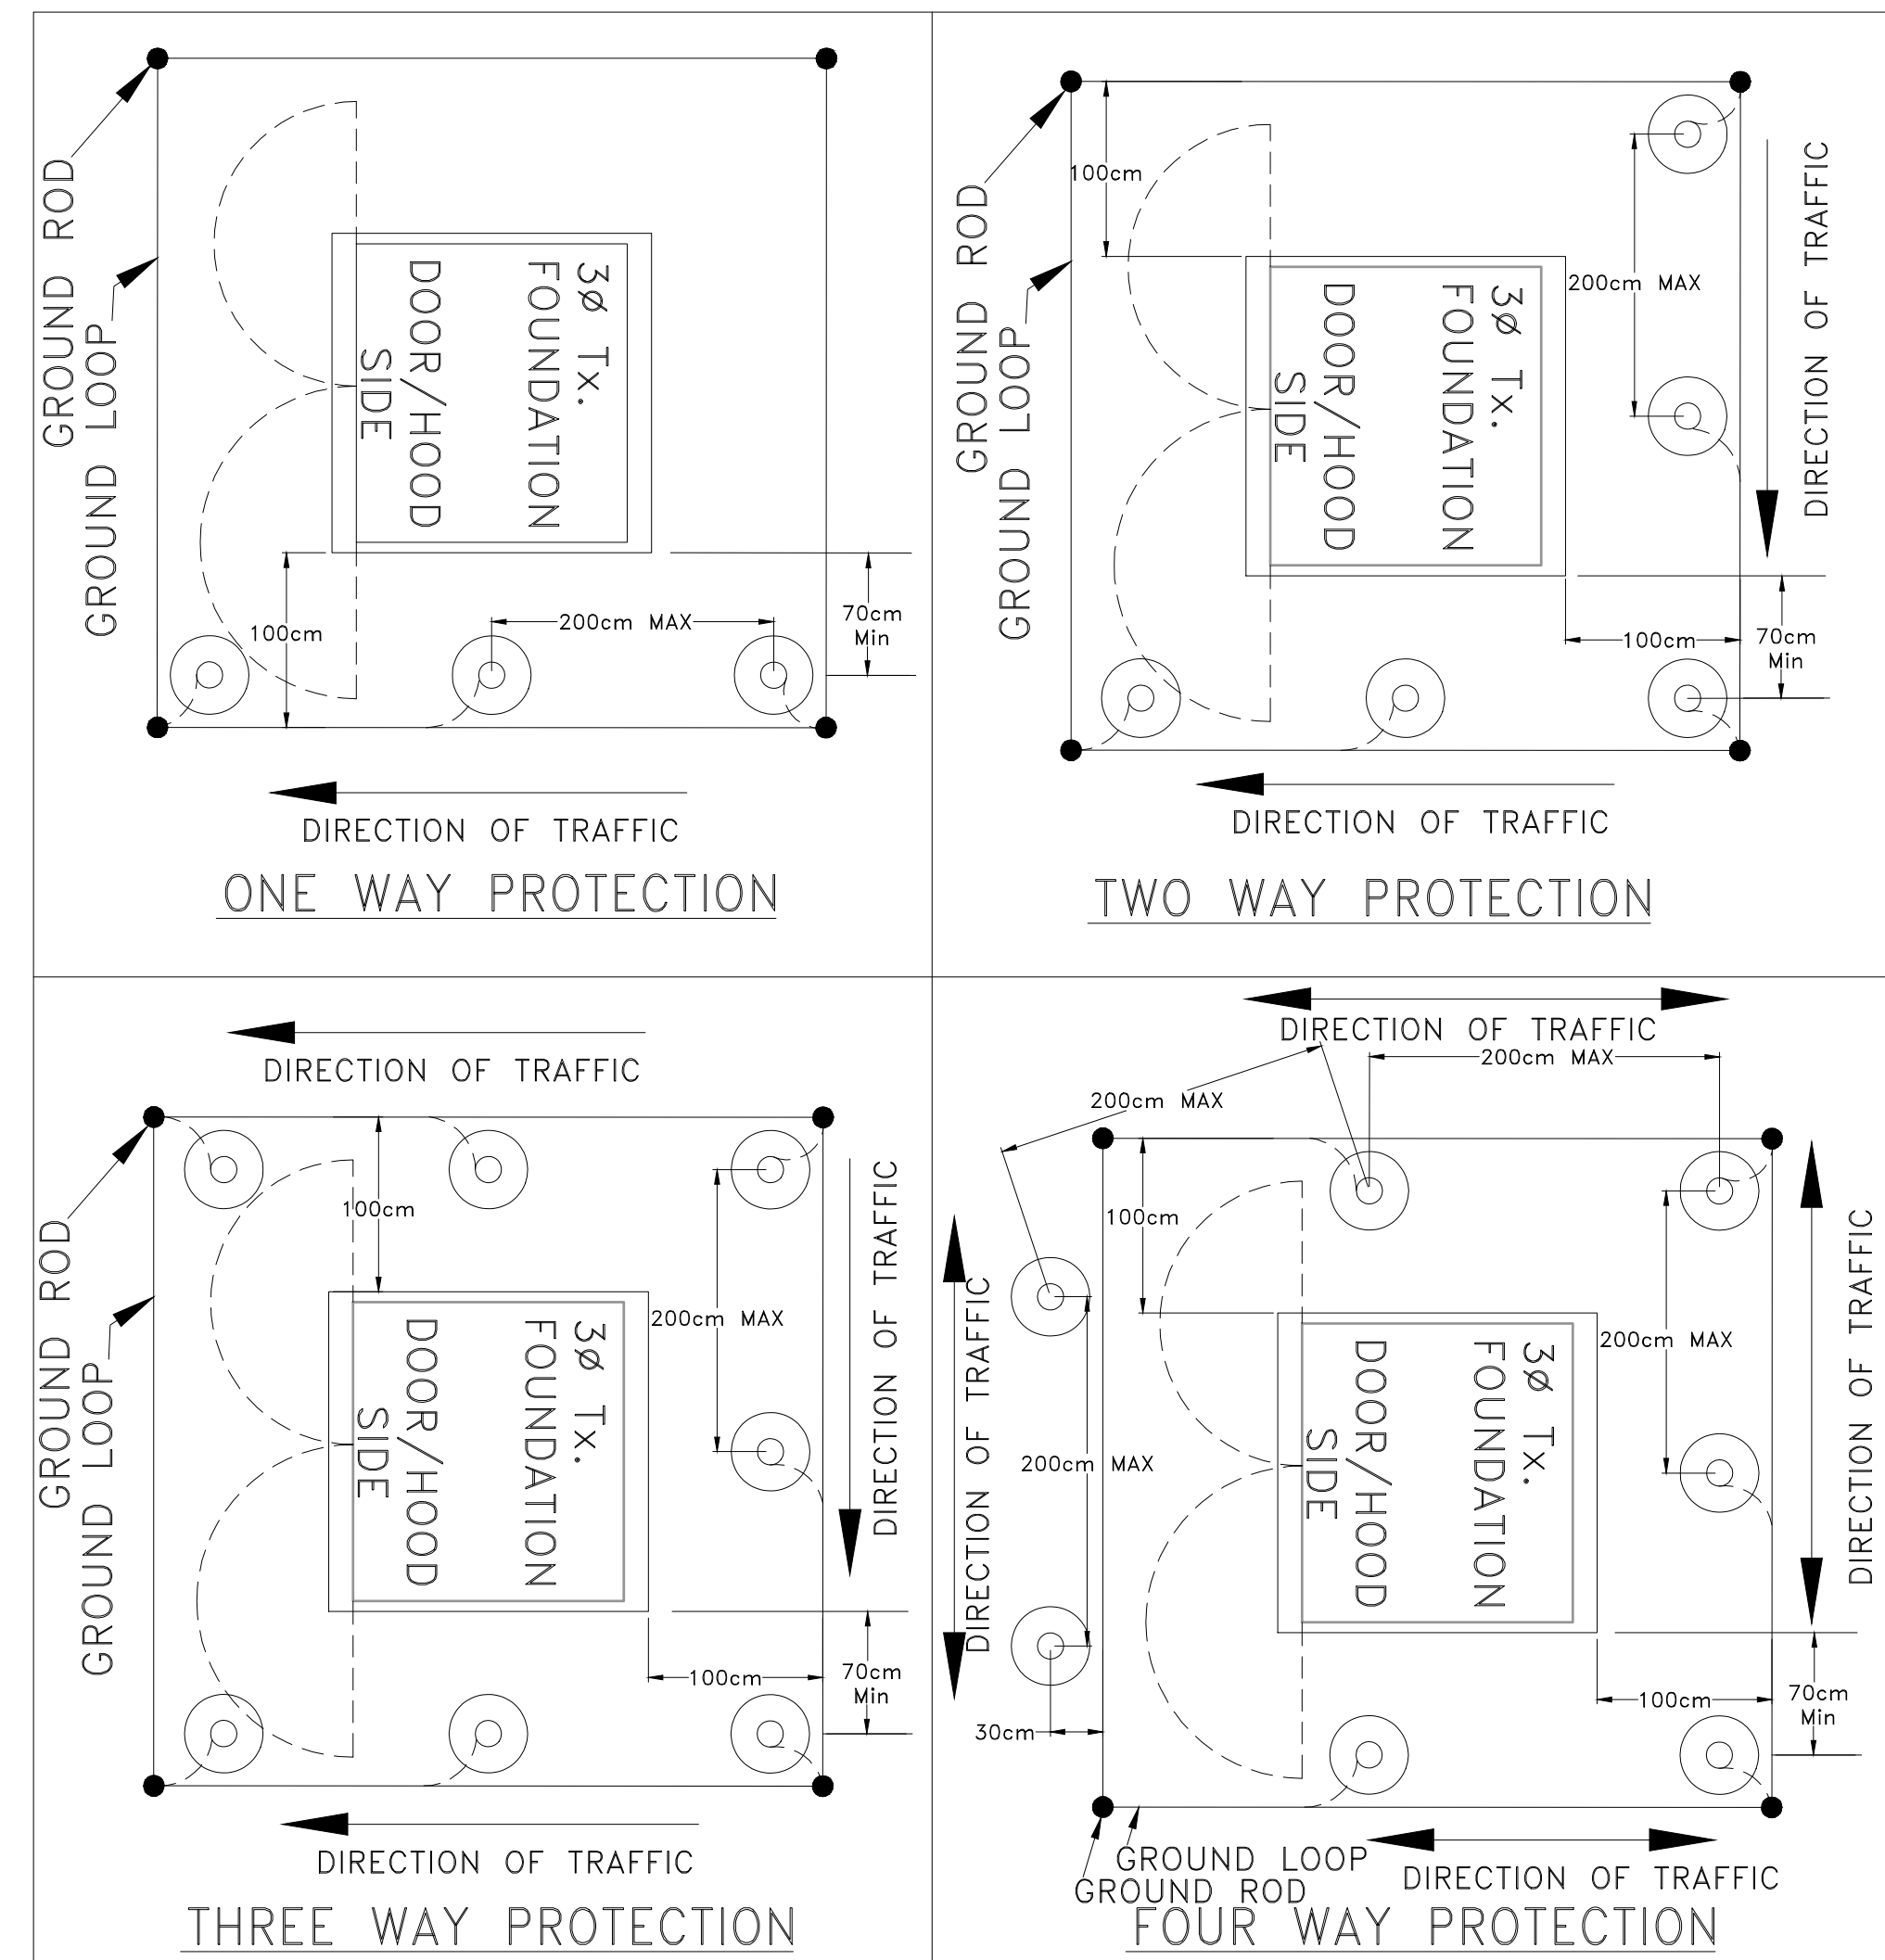 GROUND ROD
GROUND LOOP
3ø Tx.
FOUNDATION
DOOR/HOOD
SIDE
100cm
200cm MAX
70cm
Min
DIRECTION OF TRAFFIC
ONE WAY PROTECTION
GROUND ROD
GROUND LOOP
100cm
3ø Tx.
FOUNDATION
DOOR/HOOD
SIDE
200cm MAX
DIRECTION OF TRAFFIC
100cm
70cm
Min
DIRECTION OF TRAFFIC
TWO WAY PROTECTION
DIRECTION OF TRAFFIC
GROUND ROD
GROUND LOOP
100cm
3ø Tx.
FOUNDATION
DOOR/HOOD
SIDE
200cm MAX
DIRECTION OF TRAFFIC
100cm
70cm
Min
DIRECTION OF TRAFFIC
THREE WAY PROTECTION
DIRECTION OF TRAFFIC
200cm MAX
200cm MAX
100cm
DIRECTION OF TRAFFIC
200cm MAX
3ø Tx.
FOUNDATION
DOOR/HOOD
SIDE
200cm MAX
DIRECTION OF TRAFFIC
30cm
100cm
70cm
Min
GROUND LOOP
GROUND ROD
DIRECTION OF TRAFFIC
FOUR WAY PROTECTION